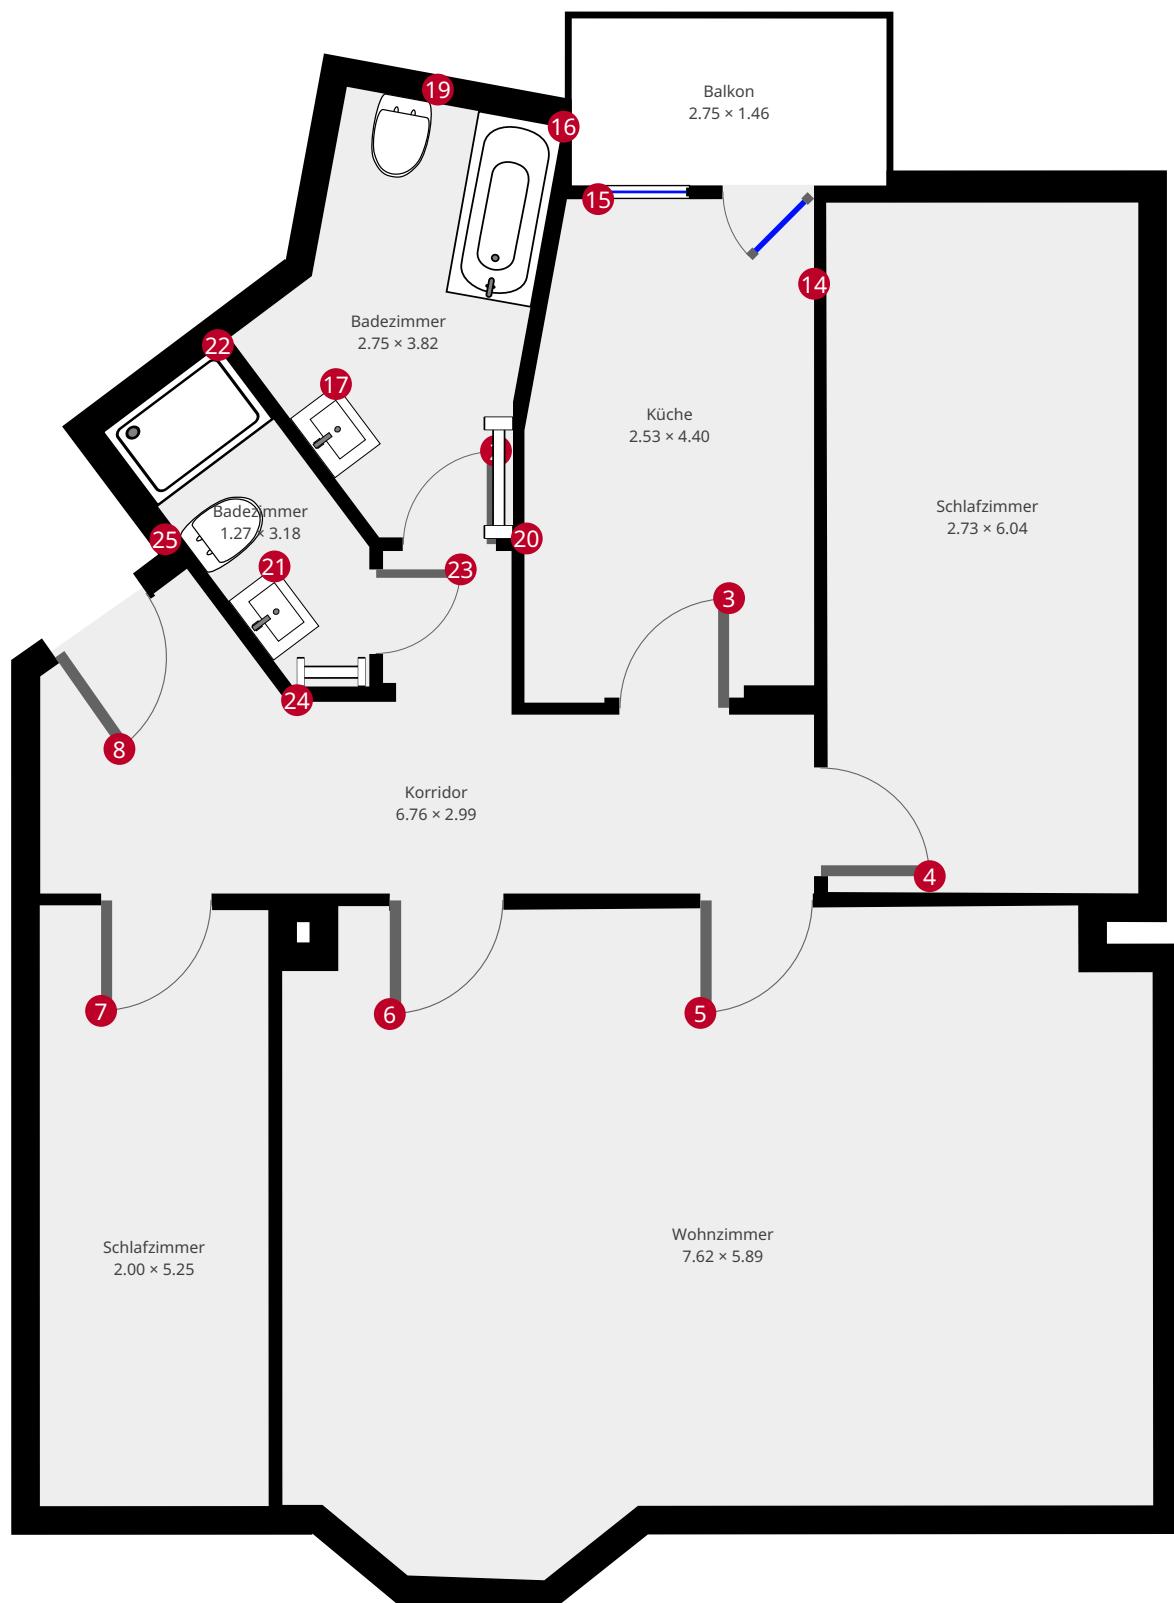 19
Balkon
2.75 × 1.46
16
15
14
Badezimmer
2.75 × 3.82
22
17
Küche
2.53 × 4.40
Schlafzimmer
2.73 × 6.04
Badezimmer
1.27 × 3.18
25
20
21
23
3
24
8
Korridor
6.76 × 2.99
4
7
6
5
Wohnzimmer
7.62 × 5.89
Schlafzimmer
2.00 × 5.25